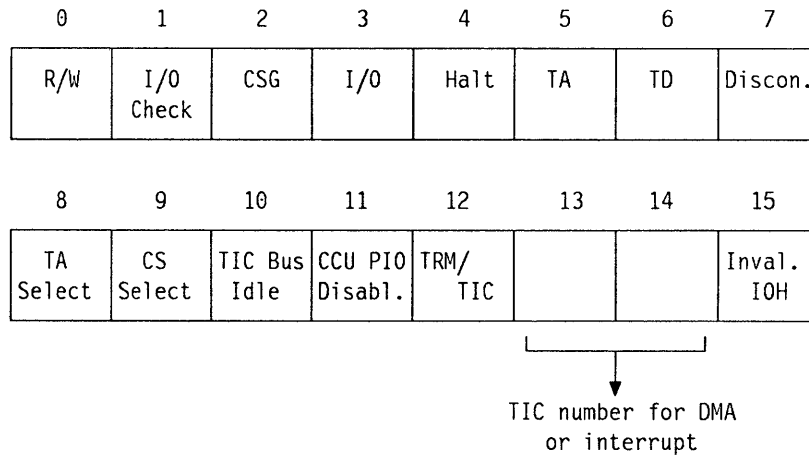 0 1 2 3 4 5 6 7
R/W I/O CSG I/O Halt TA TD Discon.
Check
8 9 10 11 12 13 14 15
TA CS TIC Bus CCU PIO TRM/ Inval.
Select Select Idle Disabl. TIC IOH
TIC number for DMA
or interrupt